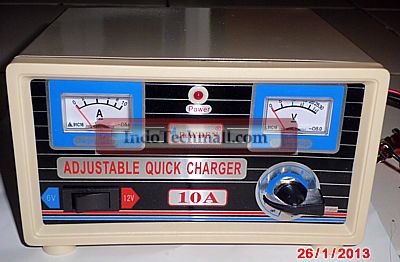 Power
A
V
IndoTechmall.com
ADJUSTABLE QUICK CHARGER
6V
12V
10A
26/1/2013